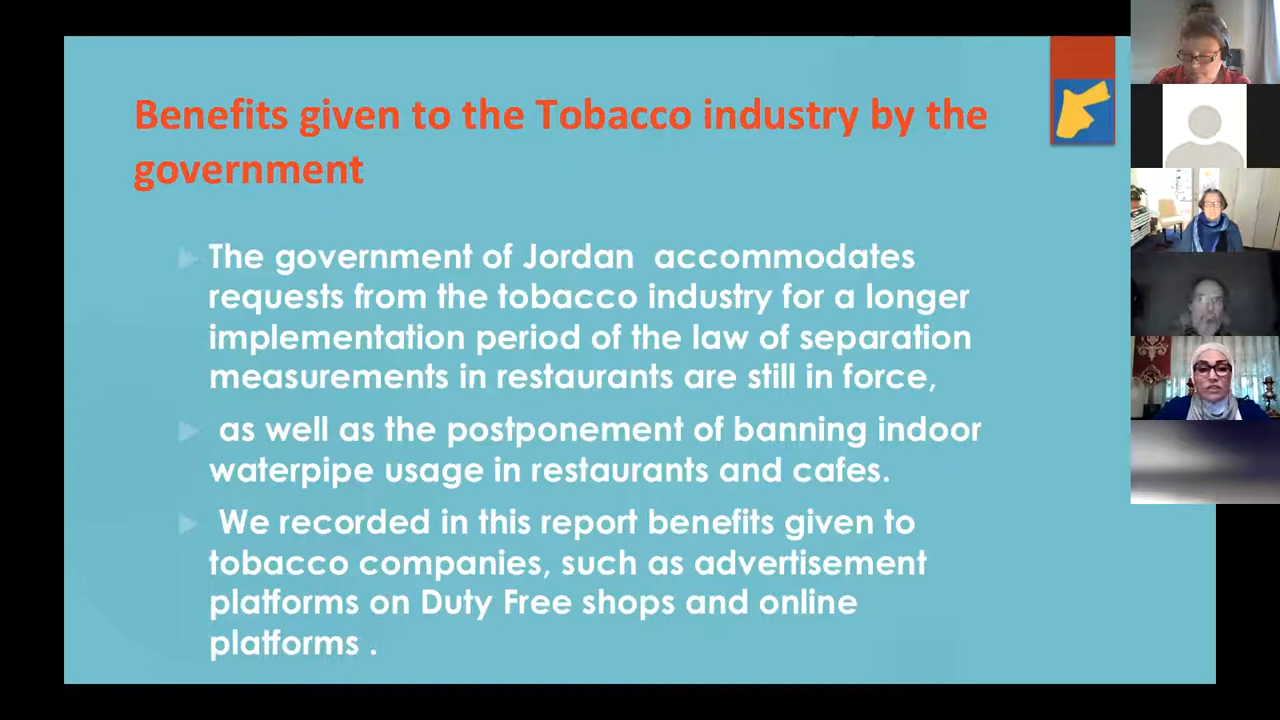 Benefits given to the Tobacco industry by the
government
The government of Jordan  accommodates
requests from the tobacco industry for a longer
implementation period of the law of separation
measurements in restaurants are still in force,
as well as the postponement of banning indoor
waterpipe usage in restaurants and cafes.
We recorded in this report benefits given to
tobacco companies, such as advertisement
platforms on Duty Free shops and online
platforms .